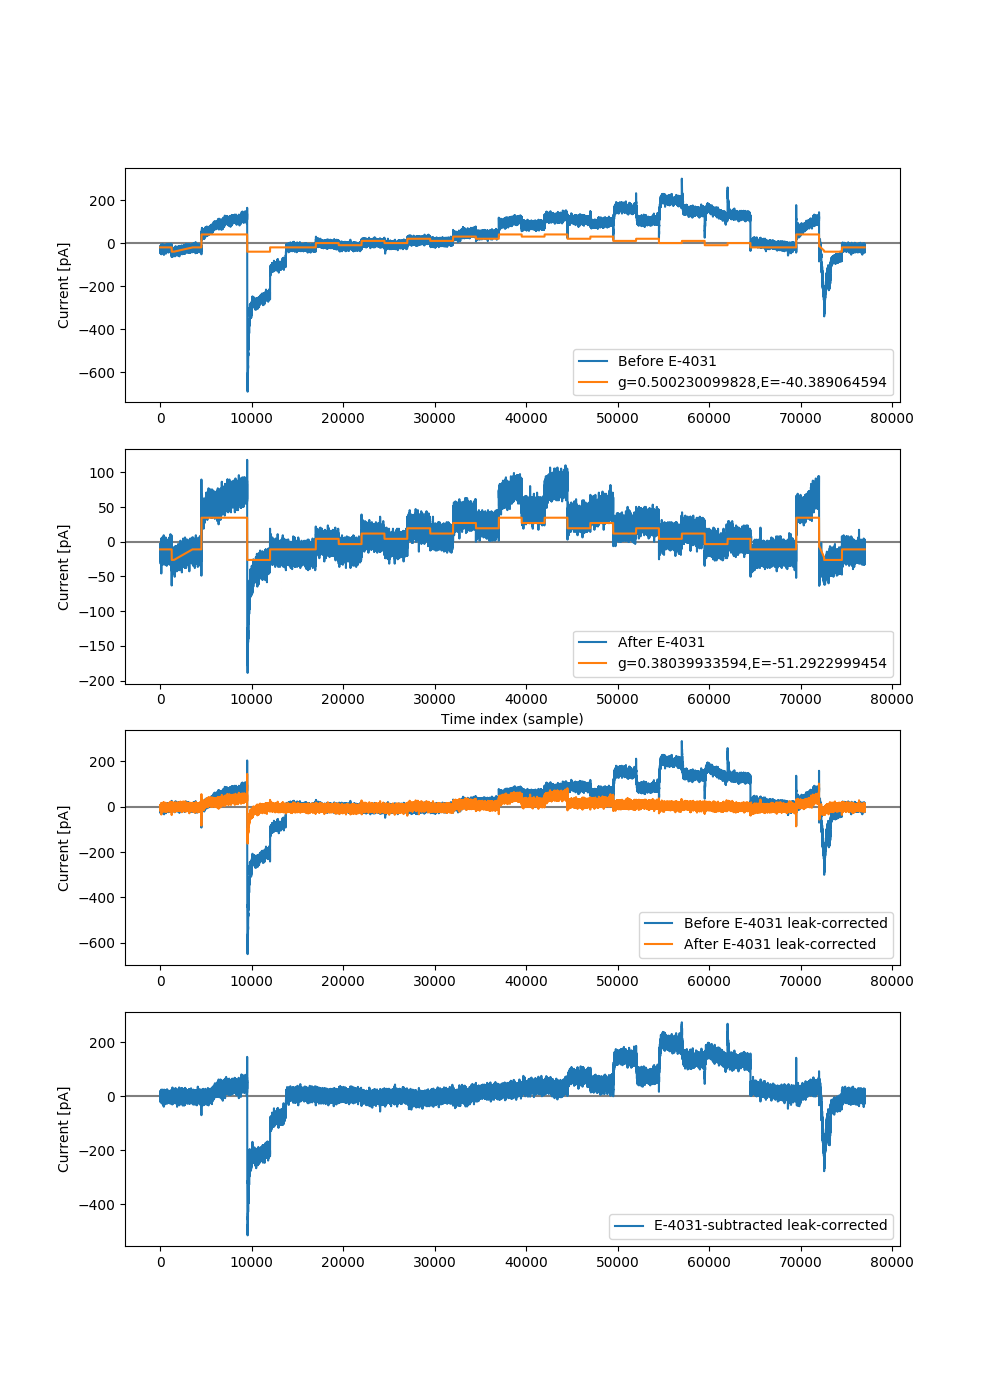 200
0
−200
−400
−600
Current [pA]
Before E-4031
g=0.500230099828,E=-40.389064594
0 10000 20000 30000 40000 50000 60000 70000 80000
100
50
0
−50
−100
−150
−200
Current [pA]
After E-4031
g=0.38039933594,E=-51.2922999454
0 10000 20000 30000 40000 50000 60000 70000 80000
Time index (sample)
200
0
−200
−400
−600
Current [pA]
Before E-4031 leak-corrected
After E-4031 leak-corrected
0 10000 20000 30000 40000 50000 60000 70000 80000
200
0
−200
−400
Current [pA]
E-4031-subtracted leak-corrected
0 10000 20000 30000 40000 50000 60000 70000 80000